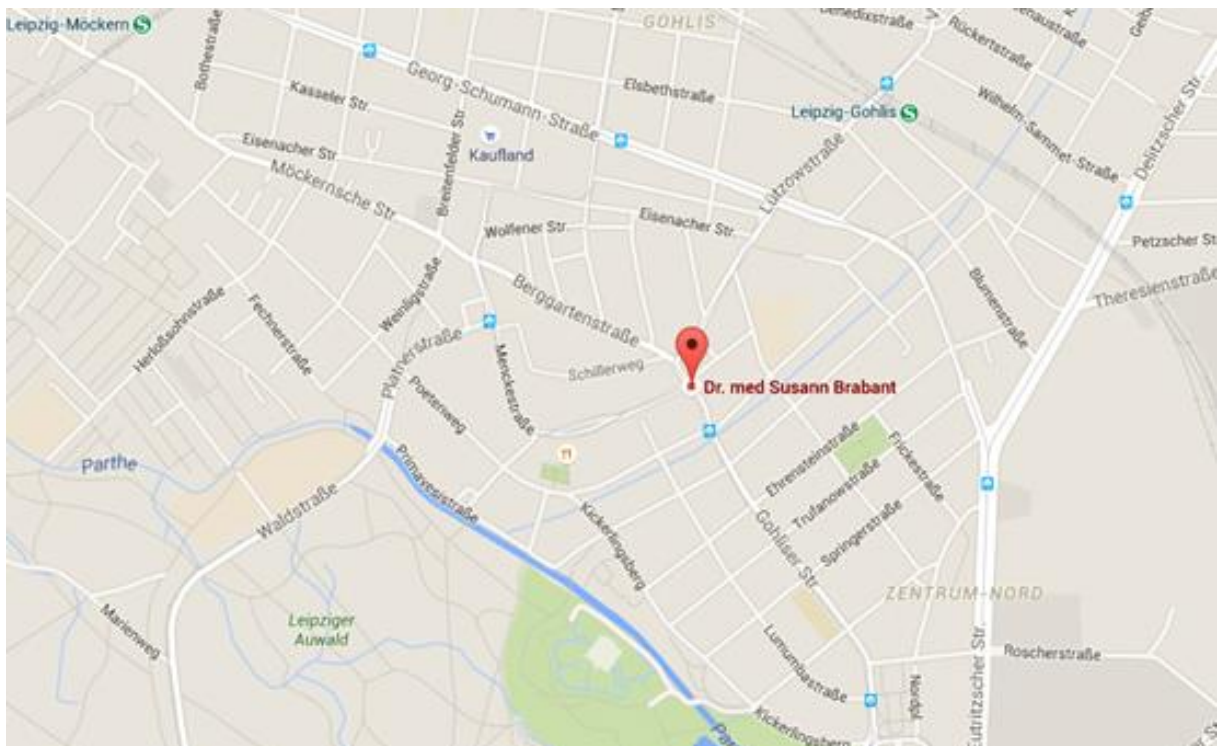 Leipzig-Möckern
GOHLIS
Benedixstraße
Rückertstraße
Bothestraße
Georg-Schumann-Straße
Kasseler Str.
Elsbethstraße
Leipzig-Gohlis
Wilhelm-Sammet-Straße
Delitzscher Str.
Eisenacher Str.
Kaufland
Breitenfelder Str.
Möckernsche Str.
Lützowstraße
Eisenacher Str.
Wolfener Str.
Petzscher St
Theresienstraße
Blumenstraße
Weinligstraße
Berggartenstraße
Herloßsohnstraße
Fechnerstraße
Platnerstraße
Schillerweg
Menckestraße
Dr. med Susann Brabant
Poetenweg
Parthe
Primavesistraße
Ehrensteinstraße
Frickestraße
Trufanowstraße
Waldstraße
Kickerlingsberg
Gohliser Str.
Springerstraße
ZENTRUM-NORD
Marienweg
Leipziger
Auwald
Lumumbastraße
Roscherstraße
Nordpl.
Eutritzscher Str.
Kickerlingsberg
Par